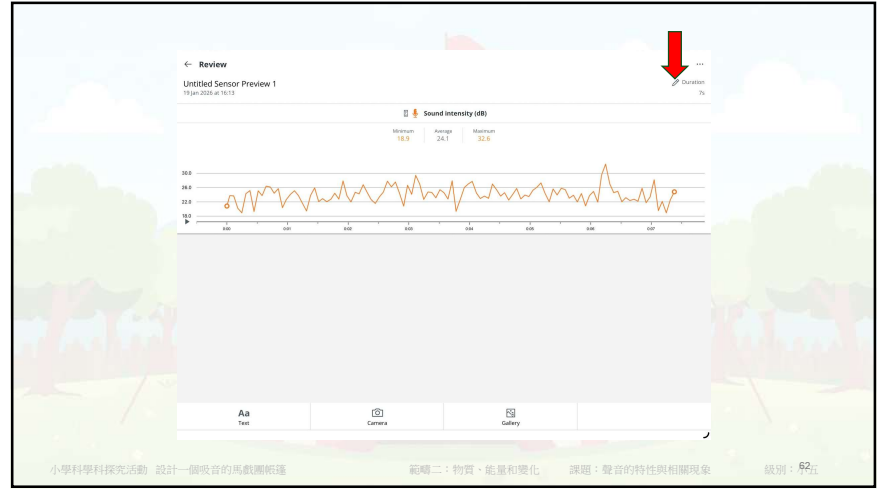 ← Review
...
Untitled Sensor Preview 1
19 Jan 2026 at 16:13
Duration
7s
Sound intensity (dB)
Minimum Average Maximum
18.9 24.1 32.6
30.0
26.0
22.0
18.0
0:00 0:01 0:02 0:03 0:04 0:05 0:06 0:07
Aa
Text Camera Gallery
小學科學科探究活動 設計一個吸音的馬戲團帳篷 範疇二：物質、能量和變化 課題：聲音的特性與相關現象 級別：小五
62